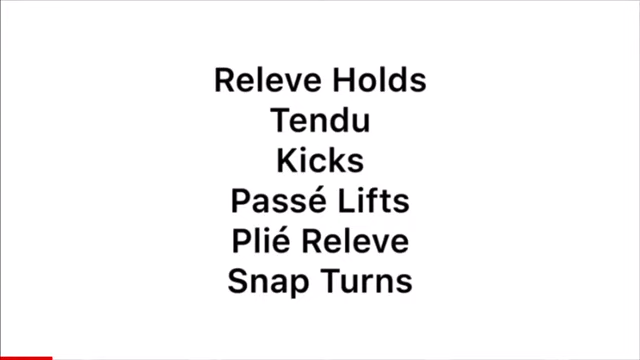 Releve Holds
Tendu
Kicks
Passé Lifts
Plié Releve
Snap Turns